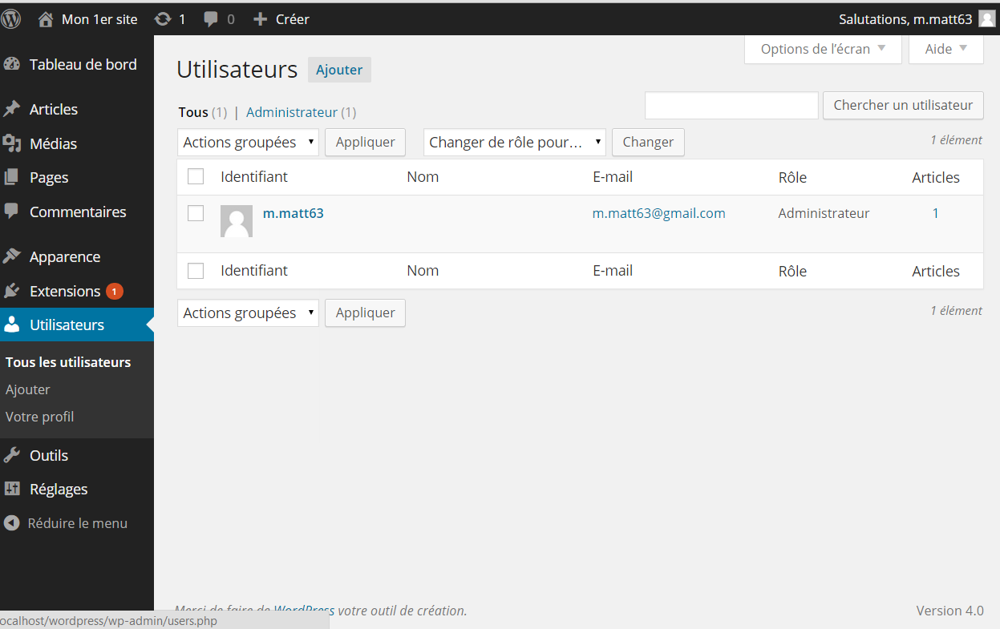 Mon 1er site 1 0 Créer Salutations, m.matt63
Options de l'écran Aide
Tableau de bord
Articles
Médias
Pages
Commentaires
Apparence
Extensions 1
Utilisateurs
Tous les utilisateurs
Ajouter
Votre profil
Outils
Réglages
Réduire le menu
Utilisateurs Ajouter
Tous (1) | Administrateur (1)
Chercher un utilisateur
Actions groupées Appliquer Changer de rôle pour... Changer 1 élément
Identifiant Nom E-mail Rôle Articles
m.matt63 m.matt63@gmail.com Administrateur 1
Identifiant Nom E-mail Rôle Articles
Actions groupées Appliquer 1 élément
Merci de faire de WordPress votre outil de création. Version 4.0
ocalhost/wordpress/wp-admin/users.php